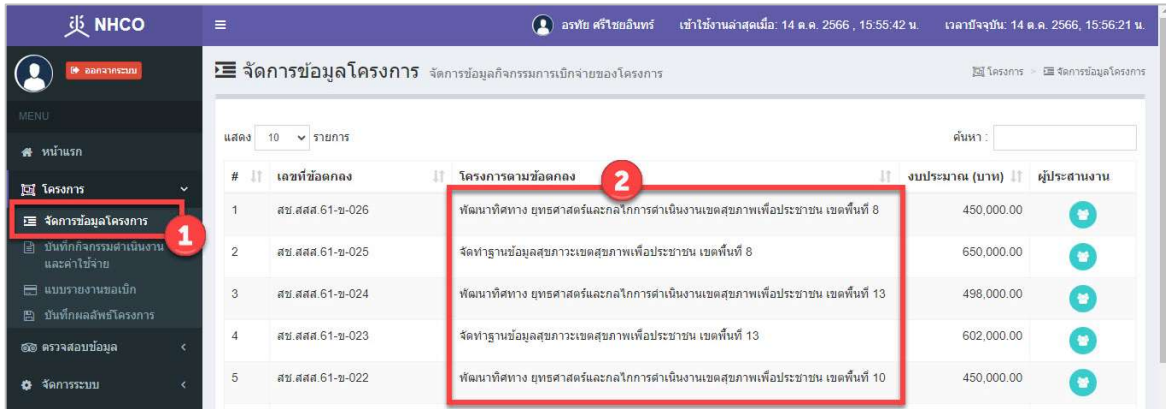 NHCO
อรทัย ศรีไชยอินทร์ เข้าใช้งานล่าสุดเมื่อ: 14 ต.ค. 2566 , 15:55:42 น. เวลาปัจจุบัน: 14 ต.ค. 2566, 15:56:21 น.
ออกจากระบบ
จัดการข้อมูลโครงการ จัดการข้อมูลกิจกรรมการเบิกจ่ายของโครงการ
โครงการ > จัดการข้อมูลโครงการ
MENU
หน้าแรก
โครงการ
จัดการข้อมูลโครงการ
1
บันทึกกิจกรรมดำเนินงาน
และค่าใช้จ่าย
แบบรายงานขอเบิก
บันทึกผลลัพธ์โครงการ
ตรวจสอบข้อมูล
จัดการระบบ
แสดง 10 รายการ
ค้นหา :
# เลขที่ข้อตกลง โครงการตามข้อตกลง 2 งบประมาณ (บาท) ผู้ประสานงาน
1 สช.สสส.61-ข-026 พัฒนาทิศทาง ยุทธศาสตร์และกลไกการดำเนินงานเขตสุขภาพเพื่อประชาชน เขตพื้นที่ 8 450,000.00
2 สช.สสส.61-ข-025 จัดทำฐานข้อมูลสุขภาวะเขตสุขภาพเพื่อประชาชน เขตพื้นที่ 8 650,000.00
3 สช.สสส.61-ข-024 พัฒนาทิศทาง ยุทธศาสตร์และกลไกการดำเนินงานเขตสุขภาพเพื่อประชาชน เขตพื้นที่ 13 498,000.00
4 สช.สสส.61-ข-023 จัดทำฐานข้อมูลสุขภาวะเขตสุขภาพเพื่อประชาชน เขตพื้นที่ 13 602,000.00
5 สช.สสส.61-ข-022 พัฒนาทิศทาง ยุทธศาสตร์และกลไกการดำเนินงานเขตสุขภาพเพื่อประชาชน เขตพื้นที่ 10 450,000.00